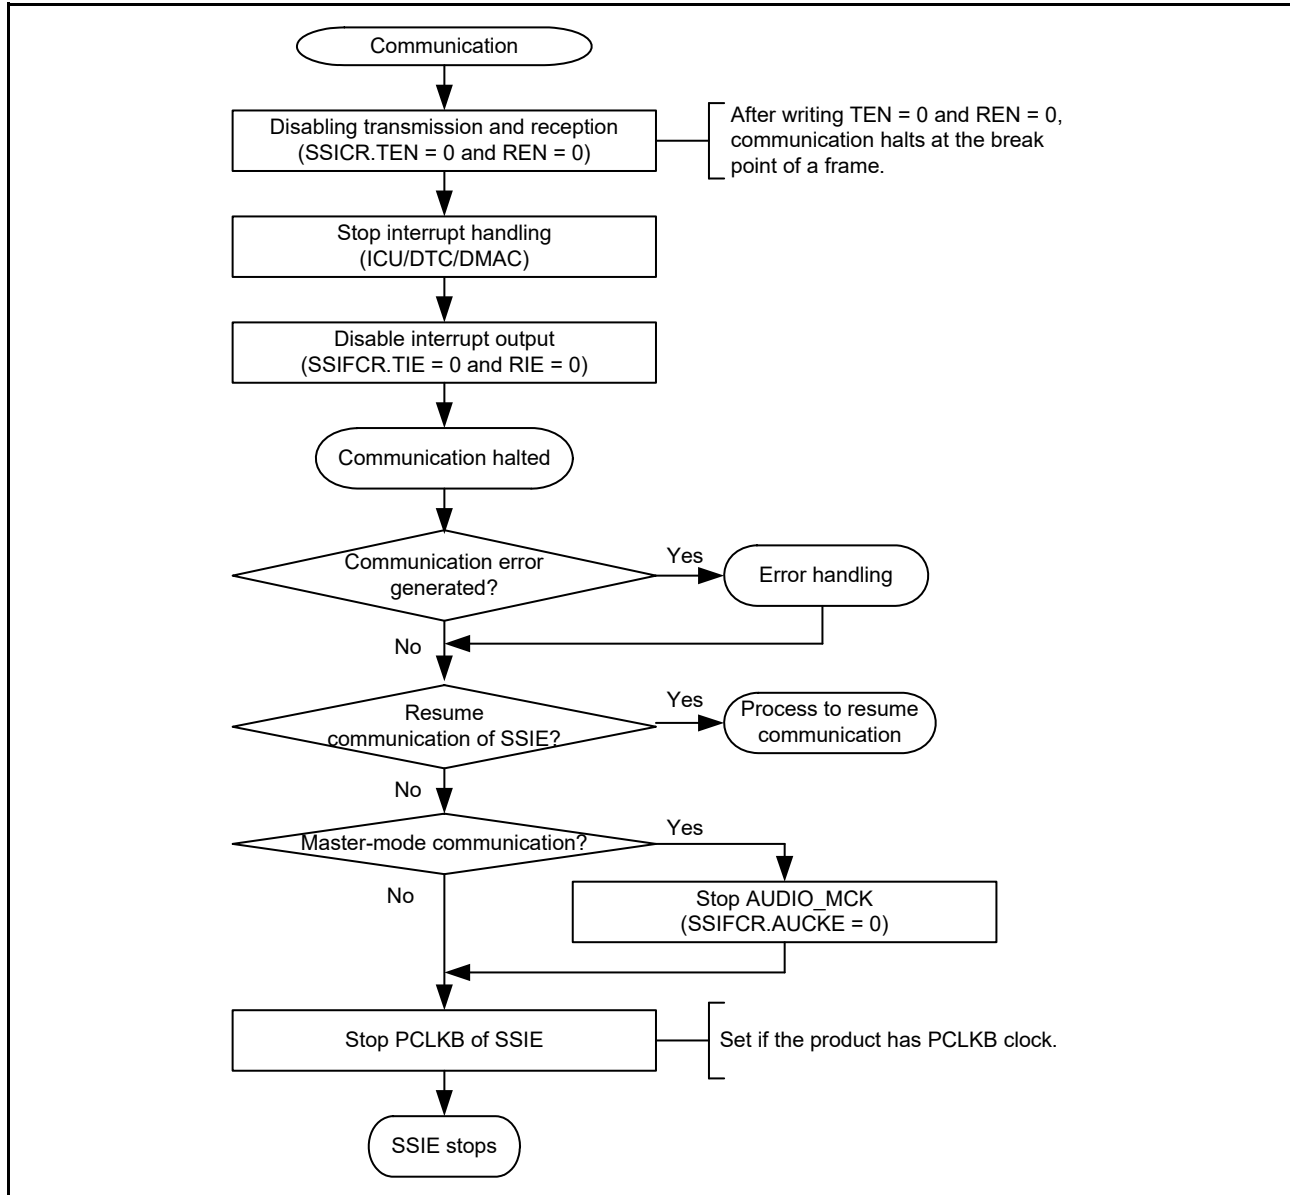 Communication
Disabling transmission and reception
(SSICR.TEN = 0 and REN = 0)
After writing TEN = 0 and REN = 0,
communication halts at the break
point of a frame.
Stop interrupt handling
(ICU/DTC/DMAC)
Disable interrupt output
(SSIFCR.TIE = 0 and RIE = 0)
Communication halted
Communication error
generated?
Yes
Error handling
No
Resume
communication of SSIE?
Yes
Process to resume
communication
No
Master-mode communication?
Yes
No
Stop AUDIO_MCK
(SSIFCR.AUCKE = 0)
Stop PCLKB of SSIE
Set if the product has PCLKB clock.
SSIE stops